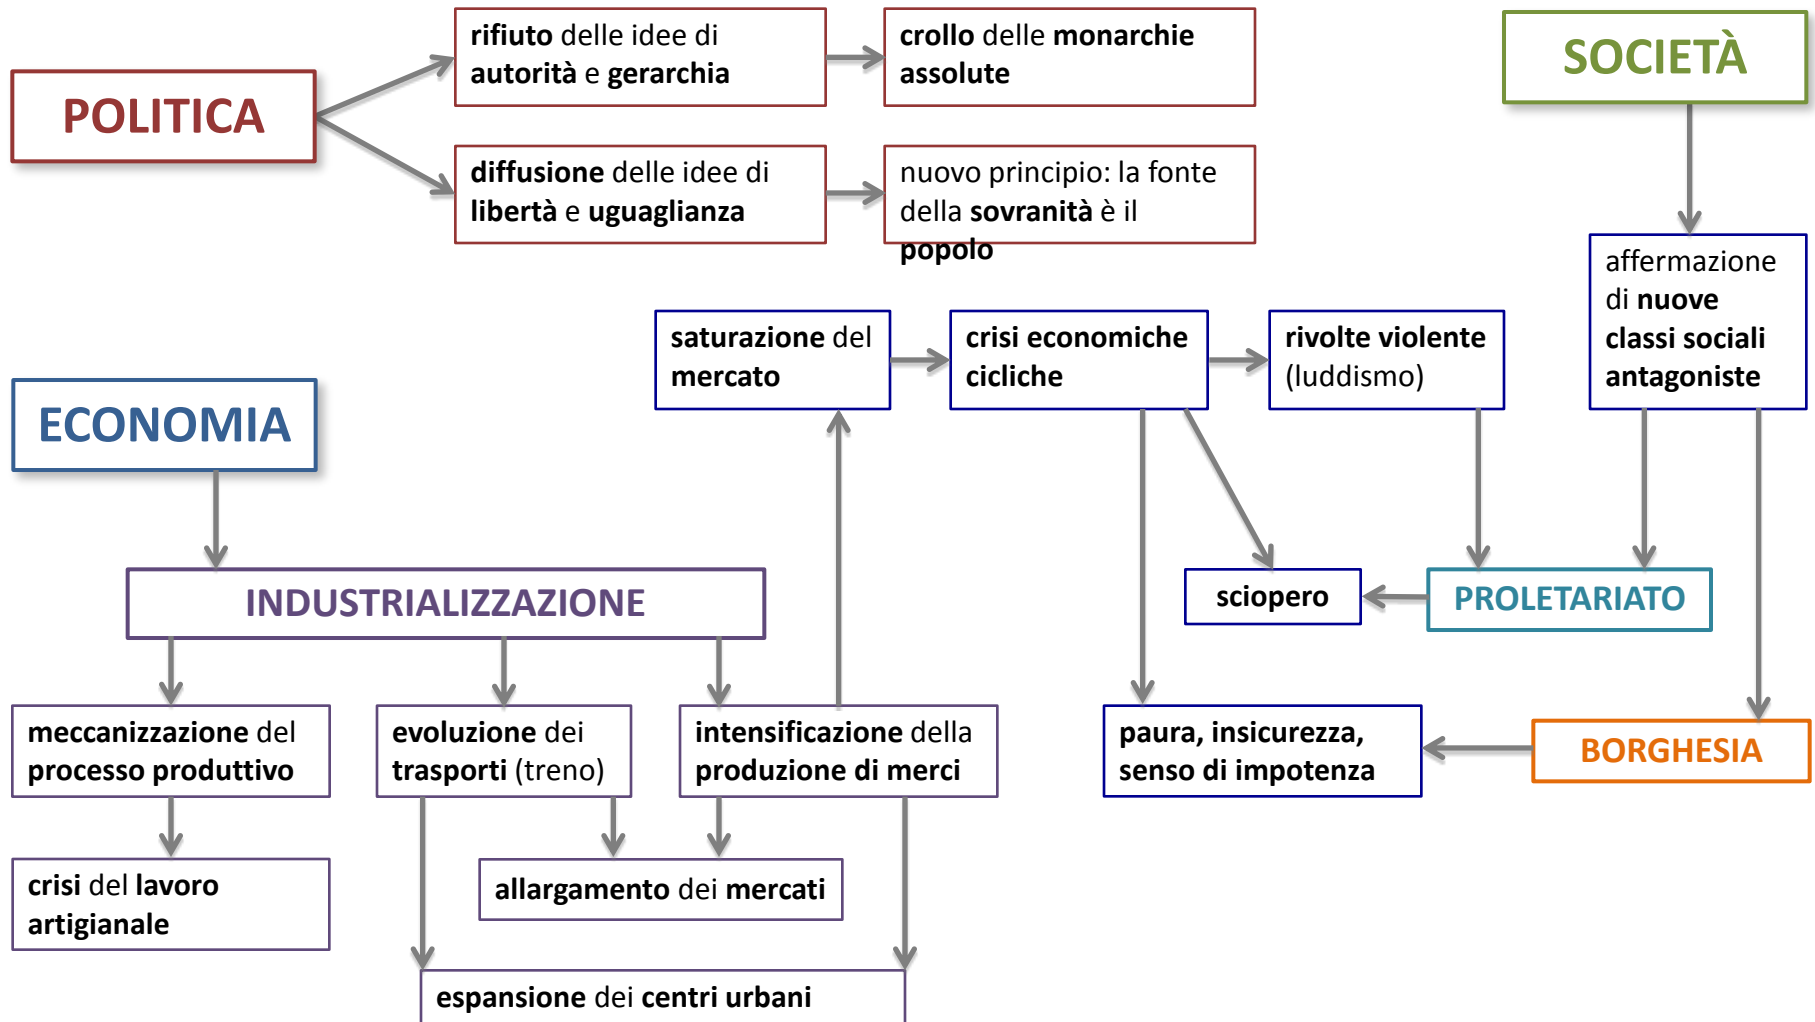 POLITICA
rifiuto delle idee di
autorità e gerarchia
crollo delle monarchie
assolute
diffusione delle idee di
libertà e uguaglianza
nuovo principio: la fonte
della sovranità è il
popolo
SOCIETÀ
affermazione
di nuove
classi sociali
antagoniste
saturazione del
mercato
crisi economiche
cicliche
rivolte violente
(luddismo)
ECONOMIA
INDUSTRIALIZZAZIONE
sciopero
PROLETARIATO
meccanizzazione del
processo produttivo
evoluzione dei
trasporti (treno)
intensificazione della
produzione di merci
paura, insicurezza,
senso di impotenza
BORGHESIA
crisi del lavoro
artigianale
allargamento dei mercati
espansione dei centri urbani